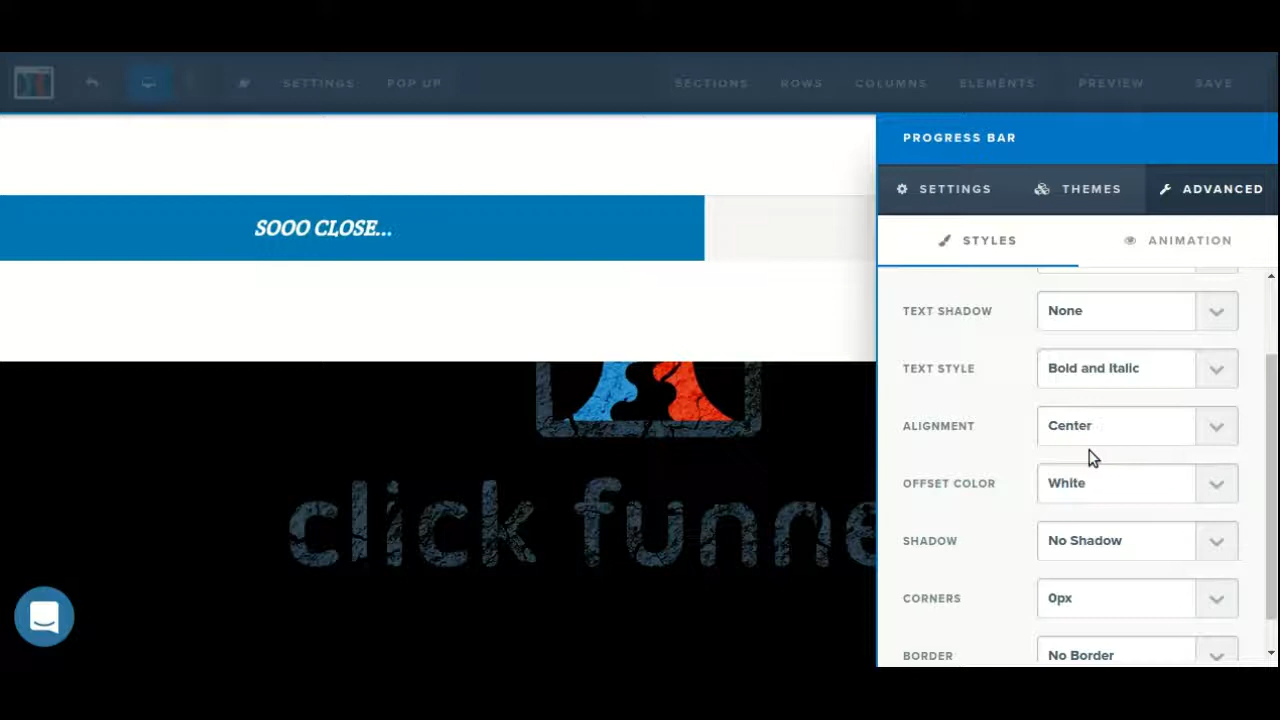 SETTINGS POP UP SECTIONS ROWS COLUMNS ELEMENTS PREVIEW SAVE
PROGRESS BAR
SETTINGS THEMES ADVANCED
STYLES ANIMATION
SOOO CLOSE...
TEXT SHADOW None
TEXT STYLE Bold and Italic
ALIGNMENT Center
OFFSET COLOR White
SHADOW No Shadow
CORNERS 0px
BORDER No Border
click funne